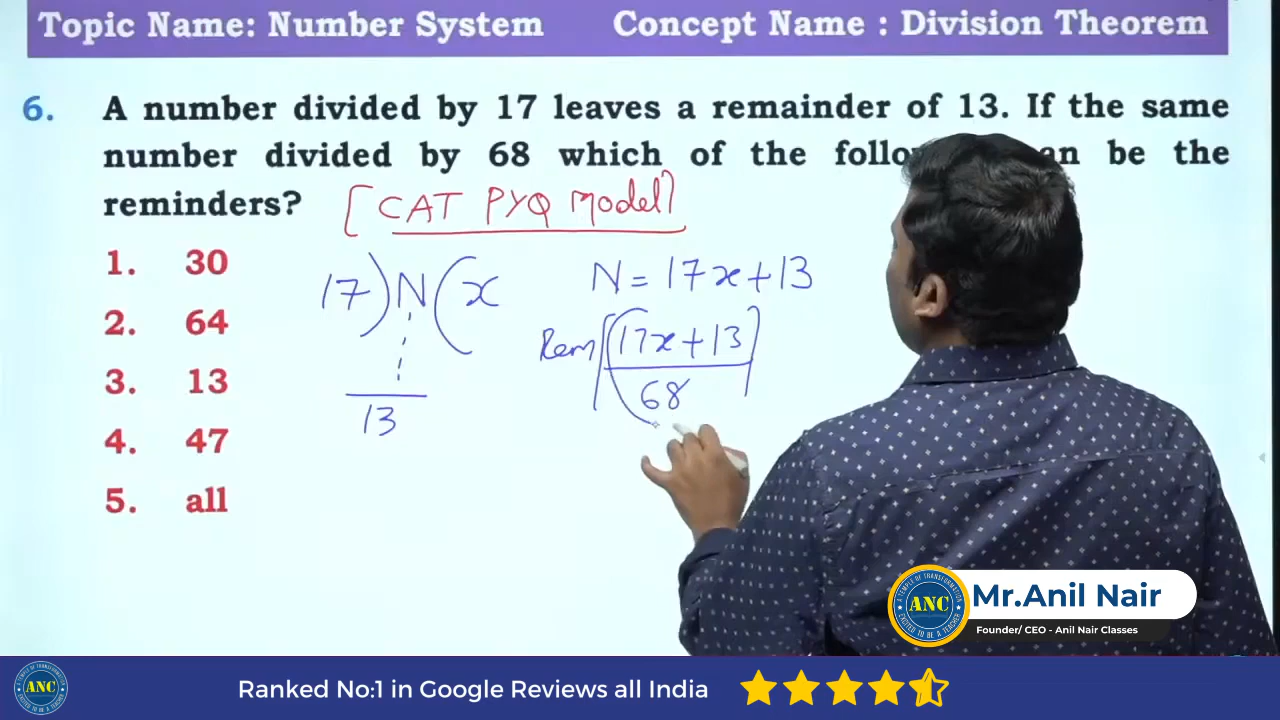 Topic Name: Number System Concept Name : Division Theorem
6. A number divided by 17 leaves a remainder of 13. If the same
number divided by 68 which of the follo an be the
reminders? [CAT PYQ Model]
1. 30
2. 64
3. 13
4. 47
5. all
17) N ( x
13
N = 17x + 13
Rem [ 17x + 13
68 ]
ANC
Mr.Anil Nair
Founder/ CEO - Anil Nair Classes
ANC
Ranked No:1 in Google Reviews all India